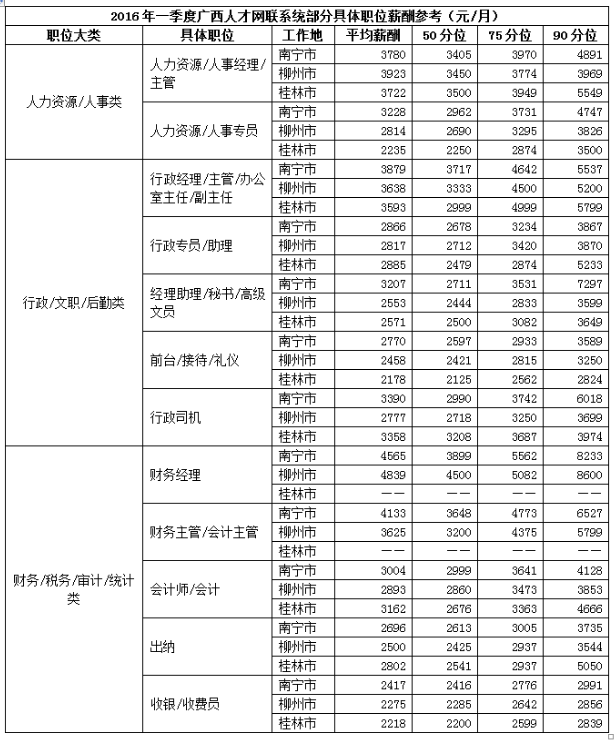 2016年一季度广西人才网联系统部分具体职位薪酬参考（元/月）
职位大类 具体职位 工作地 平均薪酬 50分位 75分位 90分位
人力资源/人事类 人力资源/人事经理/主管 南宁市 3780 3405 3970 4891
柳州市 3923 3450 3774 3969
桂林市 3722 3500 3949 5549
人力资源/人事专员 南宁市 3228 2962 3731 4747
柳州市 2814 2690 3295 3826
桂林市 2235 2250 2874 3500
行政/文职/后勤类 行政经理/主管/办公室主任/副主任 南宁市 3879 3717 4642 5537
柳州市 3638 3333 4500 5200
桂林市 3593 2999 4999 5799
行政专员/助理 南宁市 2866 2678 3234 3867
柳州市 2817 2712 3420 3870
桂林市 2885 2479 2874 5233
经理助理/秘书/高级文员 南宁市 3207 2711 3531 7297
柳州市 2553 2444 2833 3599
桂林市 2571 2500 3082 3649
前台/接待/礼仪 南宁市 2770 2597 2933 3589
柳州市 2458 2421 2815 3250
桂林市 2178 2125 2562 2824
行政司机 南宁市 3390 2990 3742 6018
柳州市 2777 2718 3250 3699
桂林市 3358 3208 3687 3974
财务/税务/审计/统计类 财务经理 南宁市 4565 3899 5562 8233
柳州市 4839 4500 5082 8600
桂林市 —— —— —— ——
财务主管/会计主管 南宁市 4133 3648 4773 6527
柳州市 3625 3200 4375 5799
桂林市 —— —— —— ——
会计师/会计 南宁市 3004 2999 3641 4128
柳州市 2893 2860 3473 3853
桂林市 3162 2676 3363 4666
出纳 南宁市 2696 2613 3005 3735
柳州市 2500 2425 2937 3544
桂林市 2802 2541 2937 5050
收银/收费员 南宁市 2417 2416 2776 2991
柳州市 2275 2285 2642 2856
桂林市 2218 2200 2599 2839